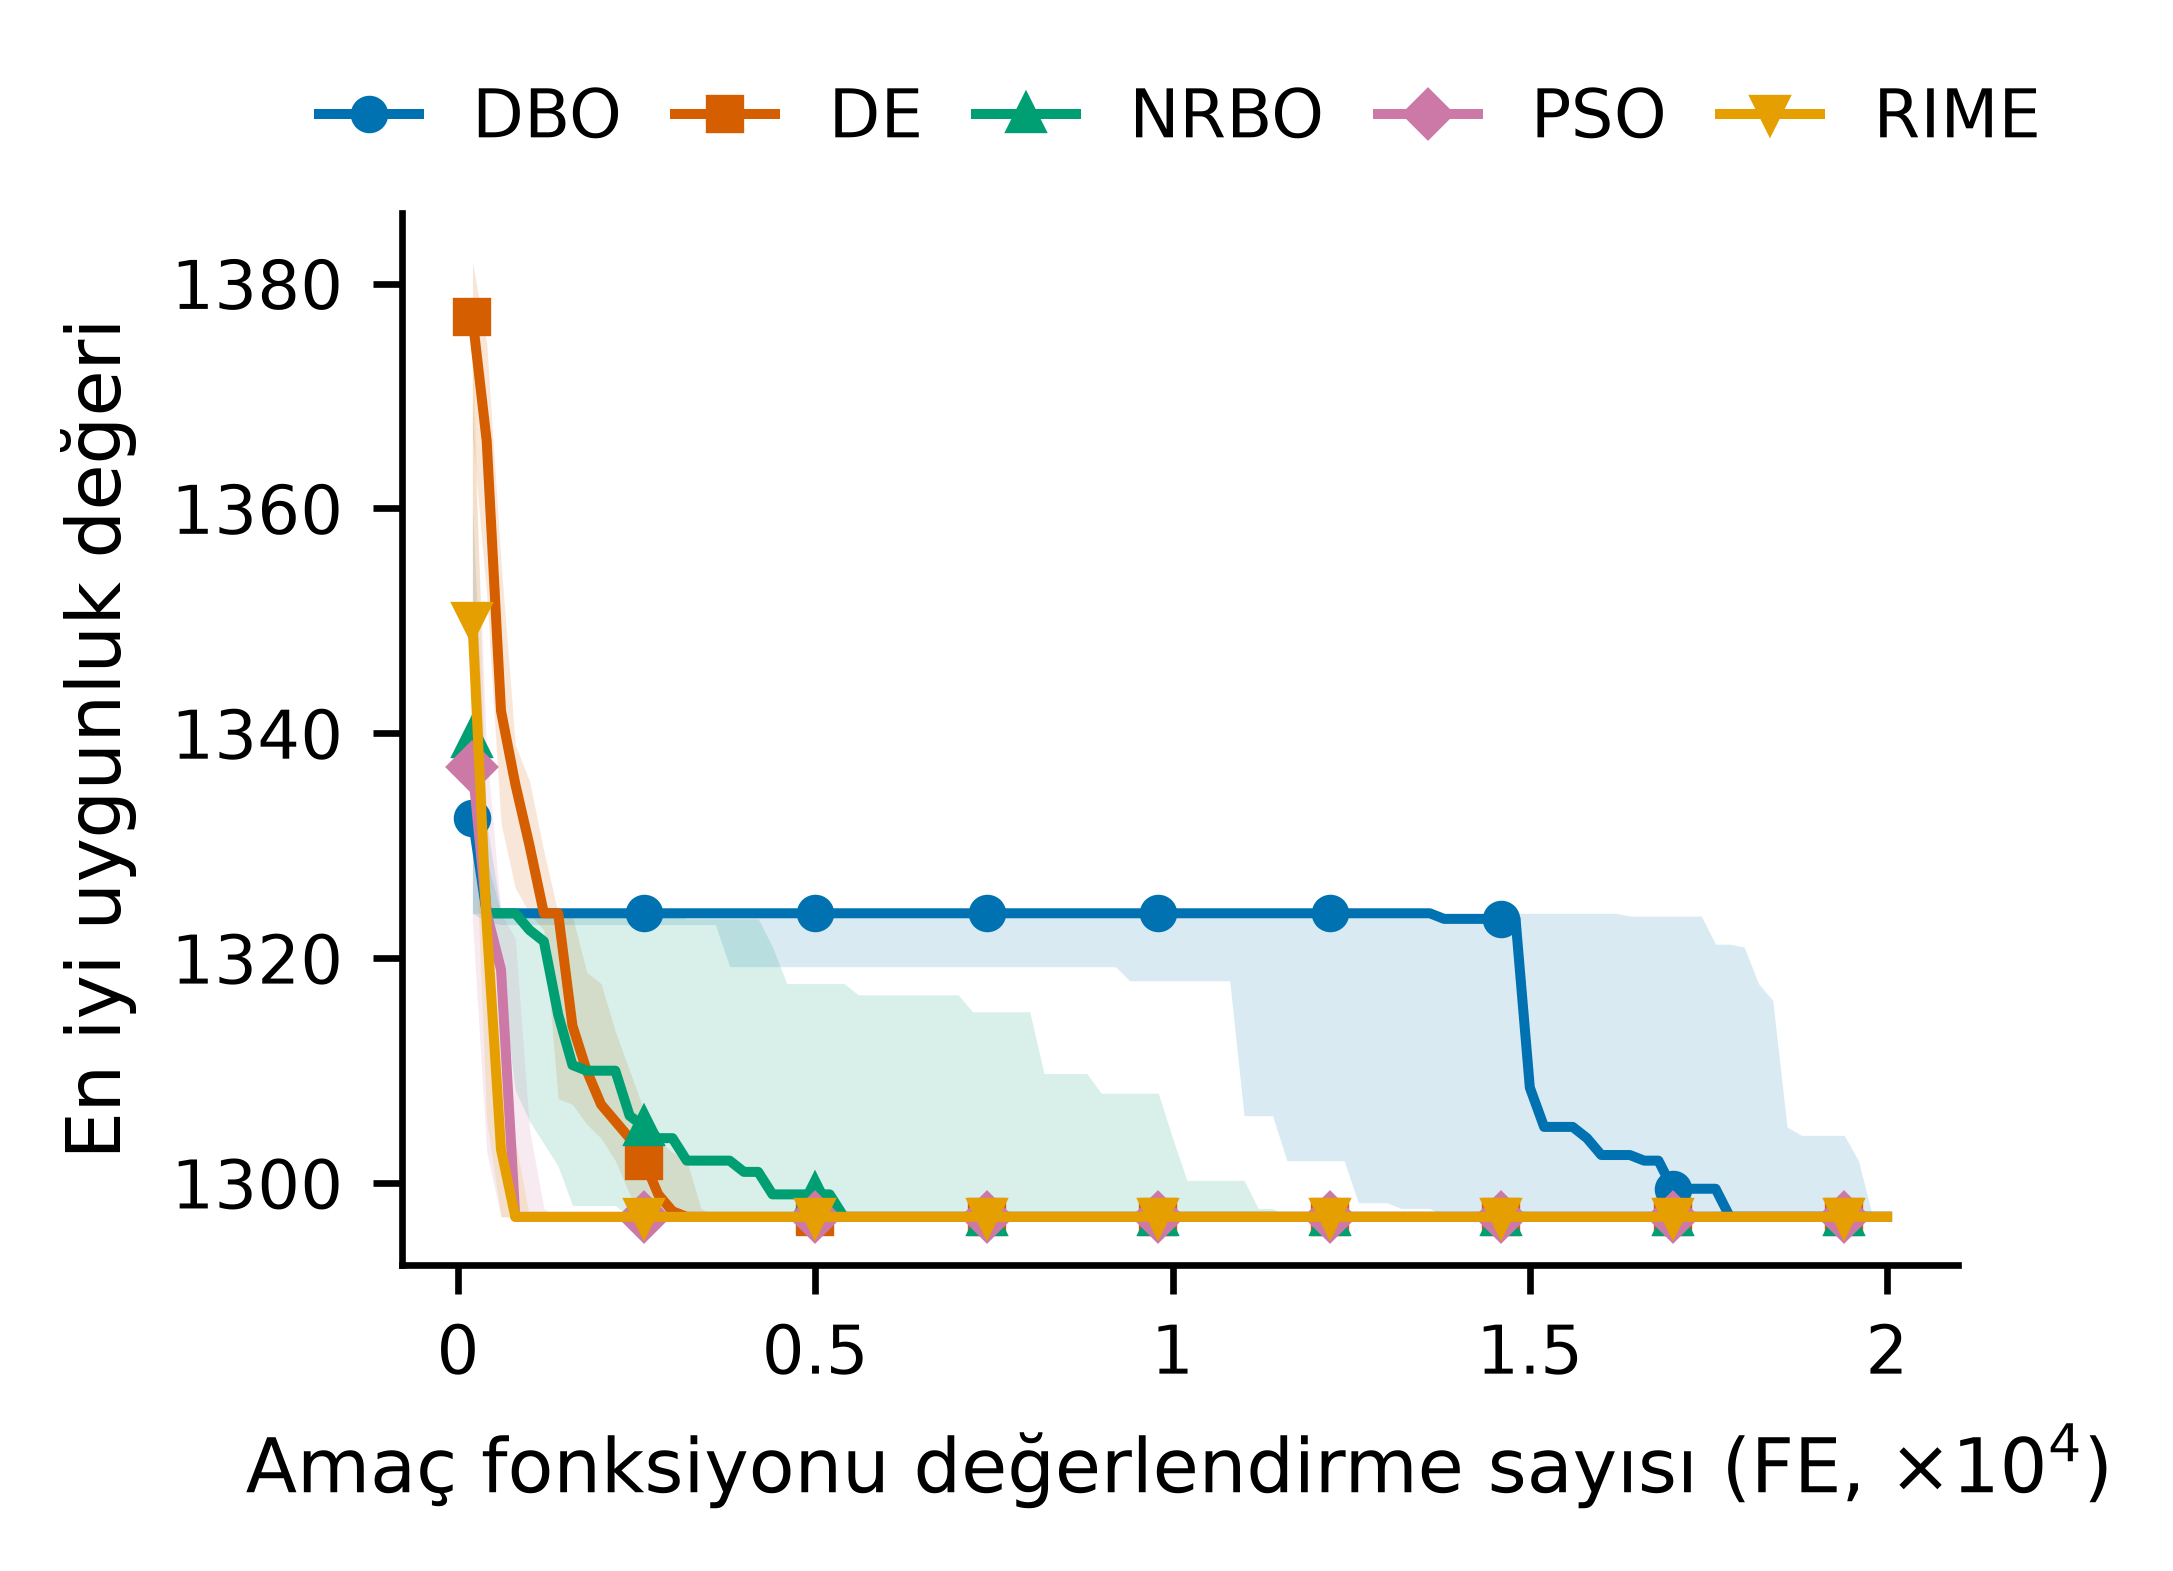 DBO DE NRBO PSO RIME
En iyi uygunluk değeri
1380
1360
1340
1320
1300
0 0.5 1 1.5 2
Amaç fonksiyonu değerlendirme sayısı (FE, ×10⁴)